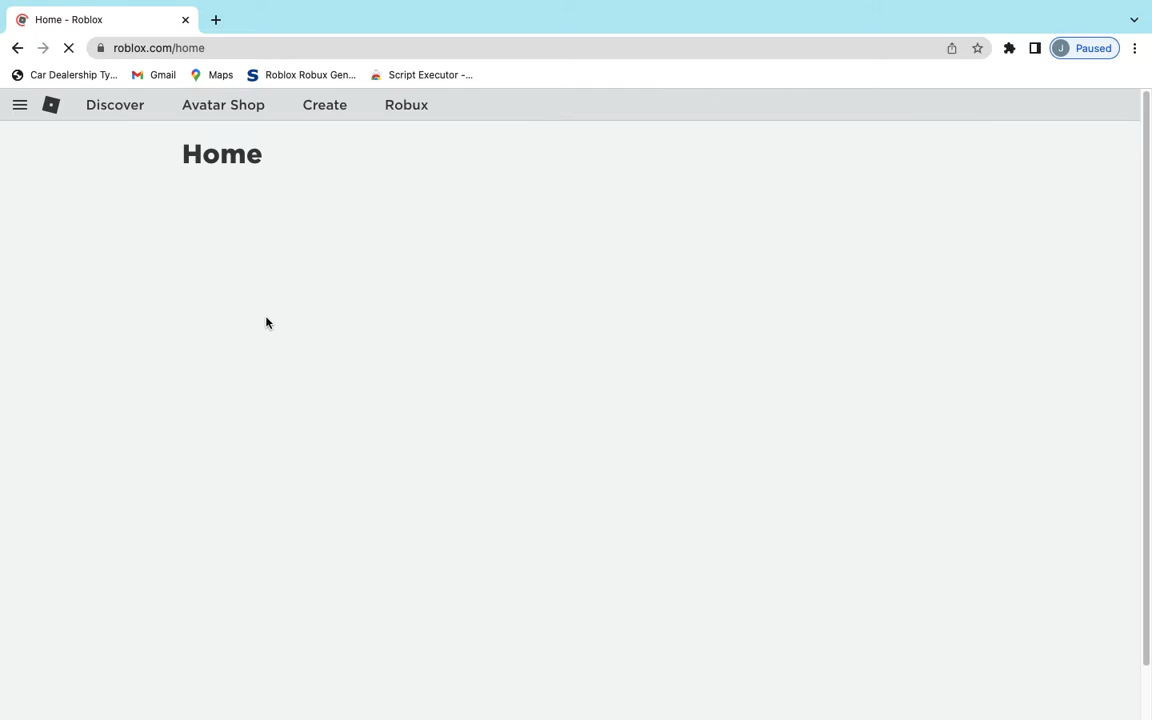 Home - Roblox
roblox.com/home
J Paused
Car Dealership Ty... Gmail Maps Roblox Robux Gen... Script Executor -...
Discover Avatar Shop Create Robux
Home